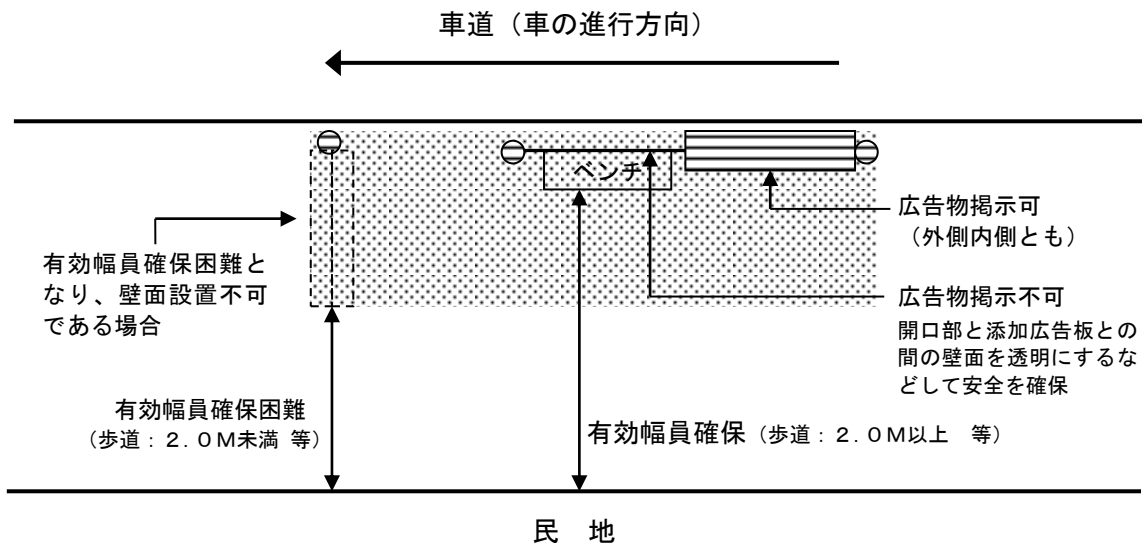 車道（車の進行方向）
ベンチ
広告物掲示可
（外側内側とも）
有効幅員確保困難と
なり、壁面設置不可
である場合
広告物掲示不可
開口部と添加広告板との
間の壁面を透明にするな
どして安全を確保
有効幅員確保困難
（歩道：２.０Ｍ未満 等）
有効幅員確保（歩道：２.０Ｍ以上　等）
民　地